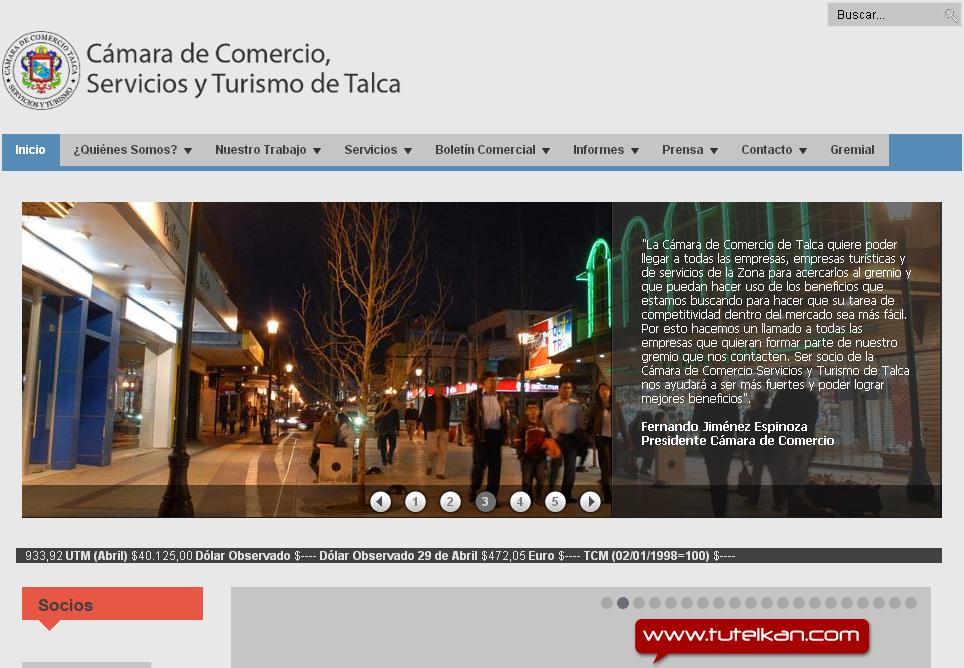 Buscar...
CÁMARA DE COMERCIO TALCA
SERVICIOS Y TURISMO
Cámara de Comercio,
Servicios y Turismo de Talca
Inicio ¿Quiénes Somos? Nuestro Trabajo Servicios Boletín Comercial Informes Prensa Contacto Gremial
"La Cámara de Comercio de Talca quiere poder
llegar a todas las empresas, empresas turísticas y
de servicios de la Zona para acercarlos al gremio y
que puedan hacer uso de los beneficios que
estamos buscando para hacer que su tarea de
competitividad dentro del mercado sea más fácil.
Por esto hacemos un llamado a todas las
empresas que quieran formar parte de nuestro
gremio que nos contacten. Ser socio de la
Cámara de Comercio Servicios y Turismo de Talca
nos ayudará a ser más fuertes y poder lograr
mejores beneficios".
Fernando Jiménez Espinoza
Presidente Cámara de Comercio
1 2 3 4 5
933,92 UTM (Abril) $40.125,00 Dólar Observado $---- Dólar Observado 29 de Abril $472,05 Euro $---- TCM (02/01/1998=100) $----
Socios
www.tutelkan.com